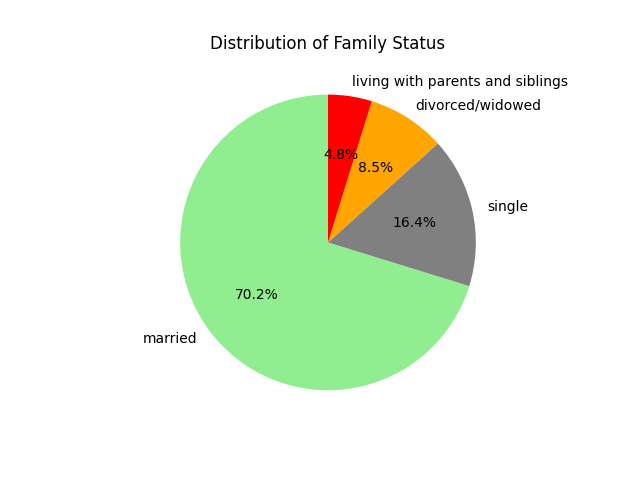 Distribution of Family Status
living with parents and siblings
divorced/widowed
4.8%
8.5%
single
16.4%
70.2%
married